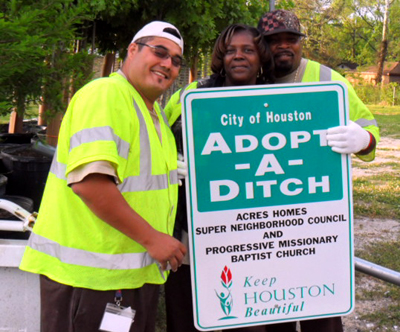 City of Houston
ADOPT
-A-
DITCH
ACRES HOMES
SUPER NEIGHBORHOOD COUNCIL
AND
PROGRESSIVE MISSIONARY
BAPTIST CHURCH
Keep
HOUSTON
Beautiful